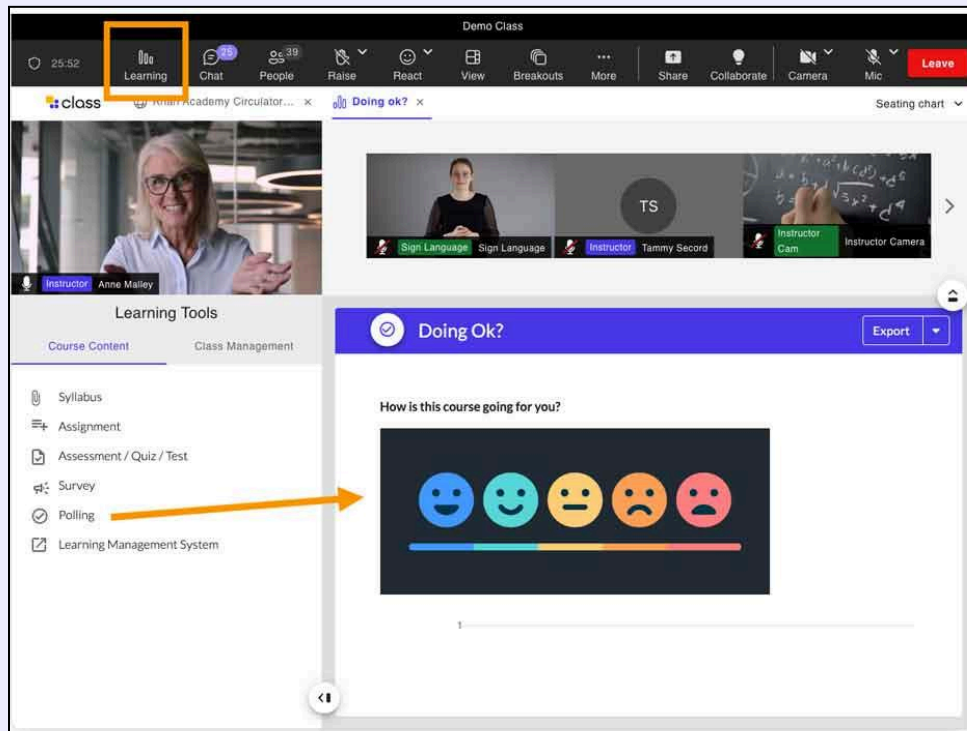 Demo Class
25:52
Learning
Chat
25
People
39
Raise
React
View
Breakouts
More
Share
Collaborate
Camera
Mic
Leave
class
Khan Academy Circulator...
Doing ok?
Seating chart
Sign Language Sign Language
TS
Instructor Tammy Secord
Instructor
Cam
Instructor Camera
Instructor Anne Malley
Learning Tools
Course Content Class Management
Syllabus
Assignment
Assessment / Quiz / Test
Survey
Polling
Learning Management System
Doing Ok?
Export
How is this course going for you?
1